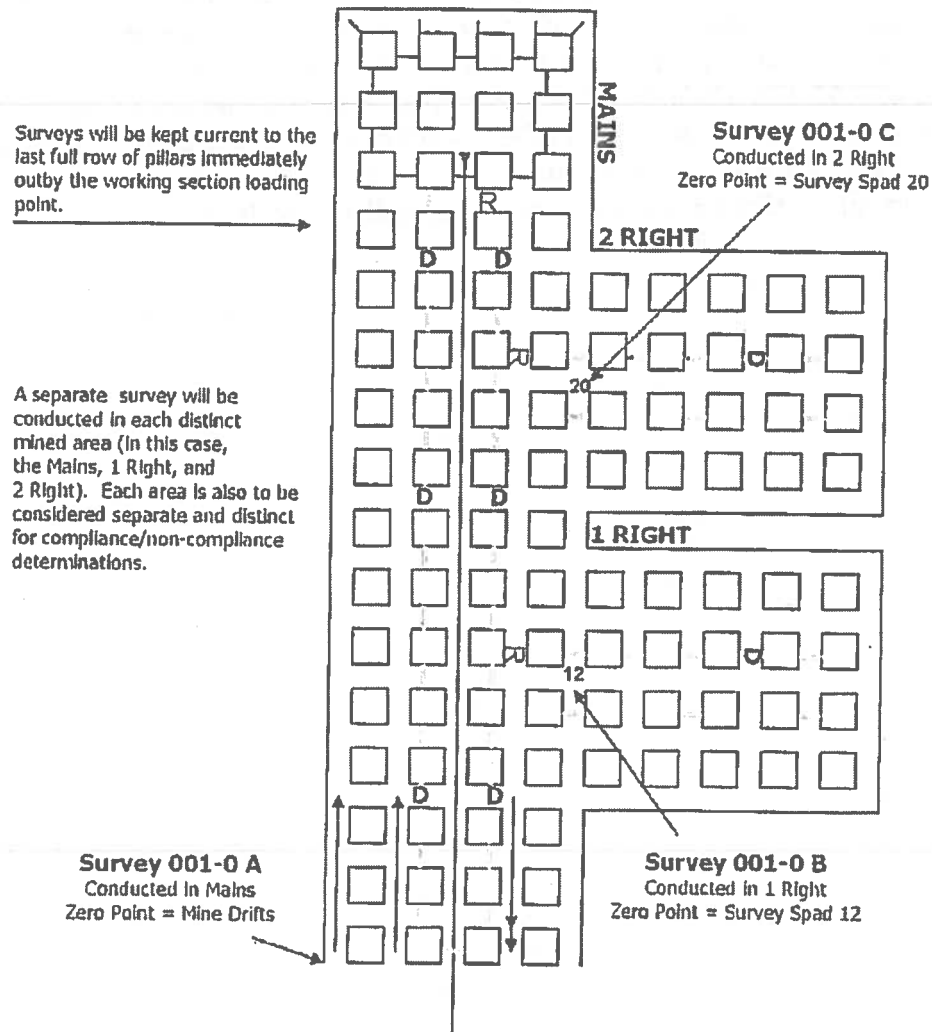 MAINS
Surveys will be kept current to the
last full row of pillars immediately
outby the working section loading
point.
Survey 001-0 C
Conducted in 2 Right
Zero Point = Survey Spad 20
R
2 RIGHT
D
D
R
D
20
A separate survey will be
conducted in each distinct
mined area (in this case,
the Mains, 1 Right, and
2 Right). Each area is also to be
considered separate and distinct
for compliance/non-compliance
determinations.
D
D
1 RIGHT
R
D
12
D
D
Survey 001-0 A
Conducted in Mains
Zero Point = Mine Drifts
Survey 001-0 B
Conducted in 1 Right
Zero Point = Survey Spad 12